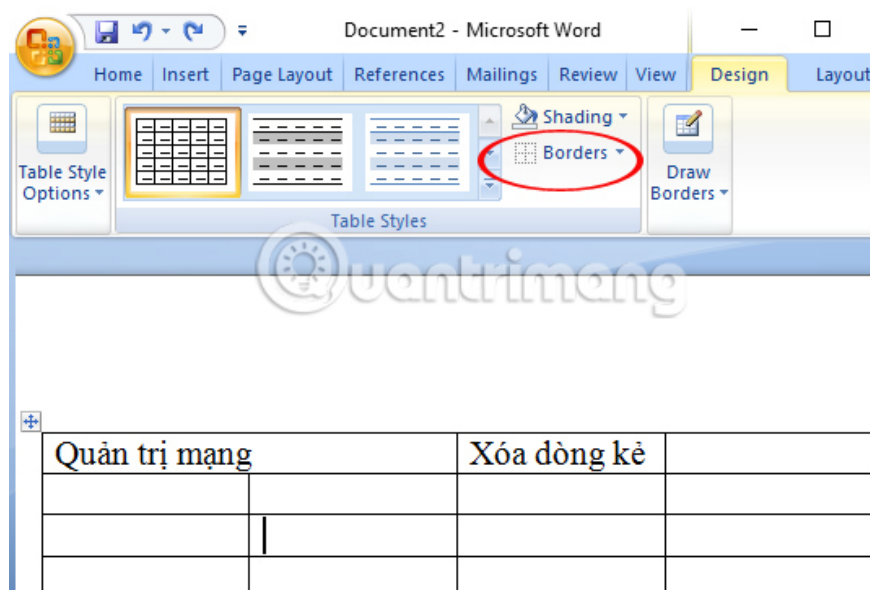 Document2 - Microsoft Word
Home Insert Page Layout References Mailings Review View Design Layout
Table Style Options
Shading
Borders
Draw Borders
Table Styles
Quantrimang
Quản trị mạng Xóa dòng kẻ